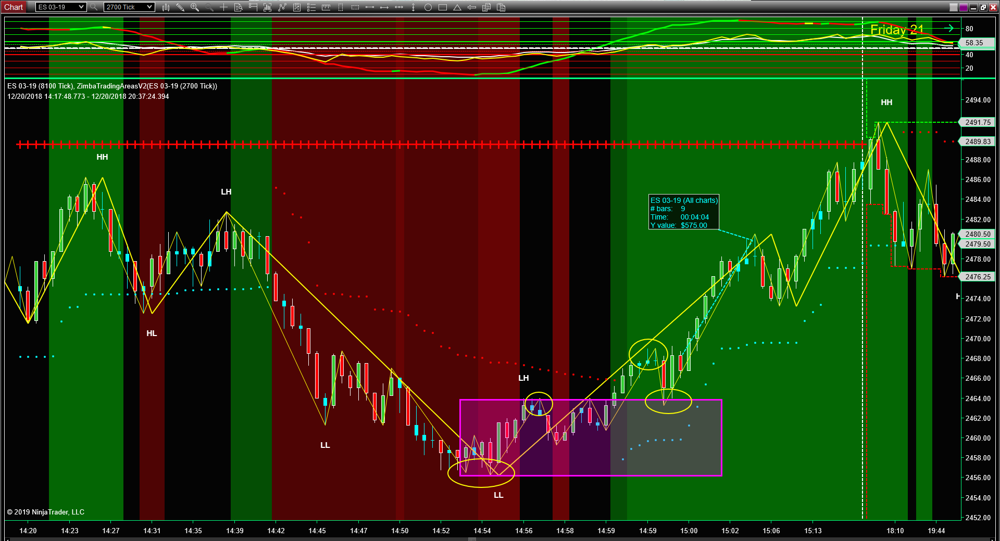 Chart
ES 03-19
2700 Tick
Friday 21
80
58.35
40
20
ES 03-19 (8100 Tick), ZimbaTradingAreasV2(ES 03-19 (2700 Tick))
12/20/2018 14:17:48.773 - 12/20/2018 20:37:24.394
2494.00
HH
2491.75
2489.83
HH
2488.00
2486.00
LH
2484.00
ES 03-19 (All charts)
# bars: 9
Time: 00:04:04
Y value: $575.00
2482.00
2480.50
2479.50
2478.00
2476.25
H
2474.00
2472.00
HL
2470.00
2468.00
LH
2466.00
2464.00
2462.00
2460.00
LL
2458.00
2456.00
LL
2454.00
© 2019 NinjaTrader, LLC
2452.00
14:20 14:23 14:27 14:31 14:35 14:39 14:42 14:45 14:47 14:50 14:52 14:54 14:56 14:58 14:59 14:59 15:00 15:02 15:06 15:13 18:10 19:44